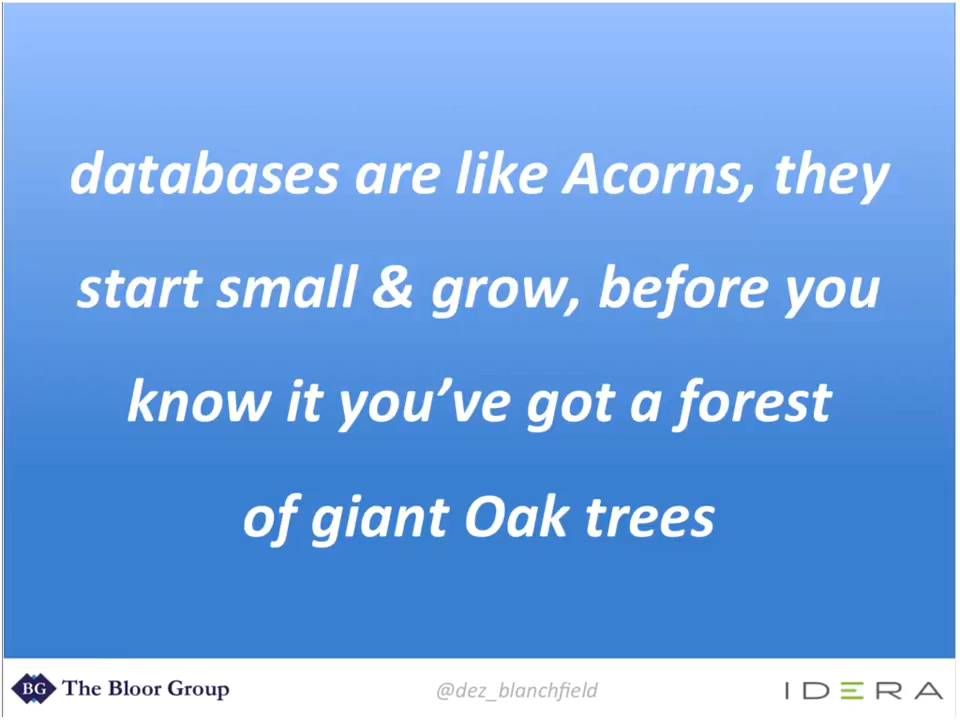 databases are like Acorns, they
start small & grow, before you
know it you’ve got a forest
of giant Oak trees
BG The Bloor Group
@dez_blanchfield
IDERA